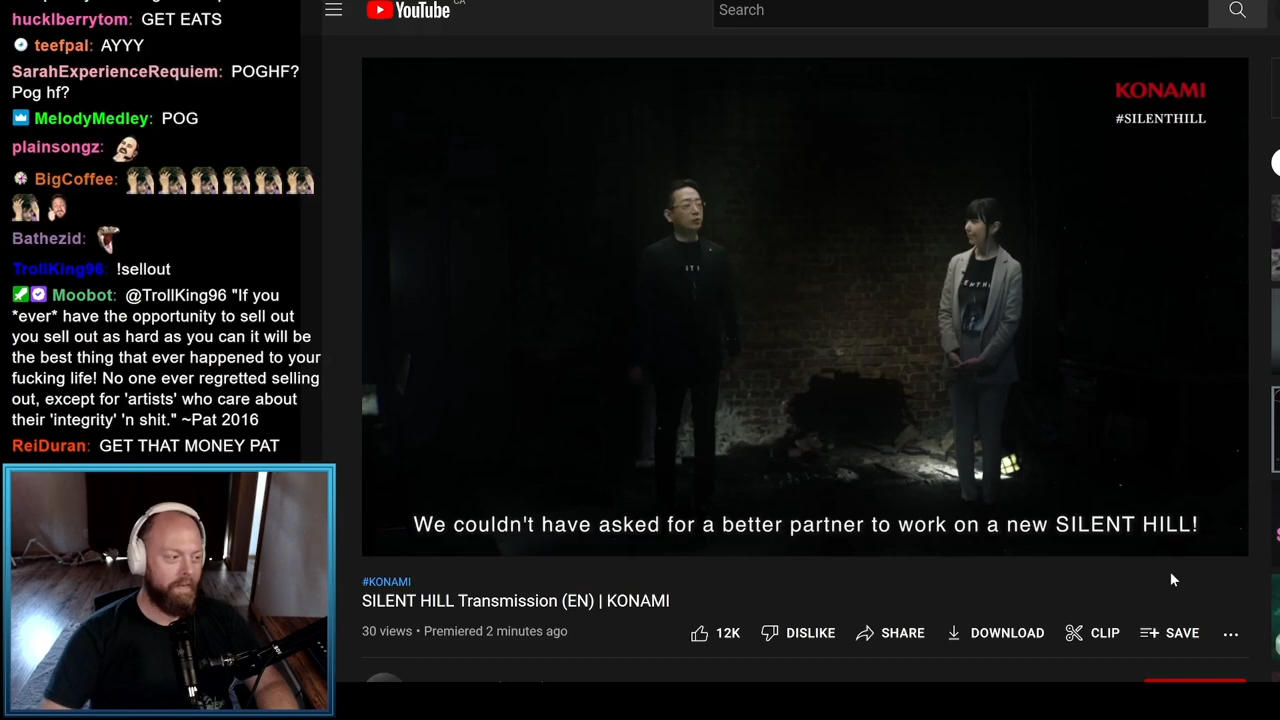 hucklberrytom: GET EATS
teefpal: AYYY
SarahExperienceRequiem: POGHF?
Pog hf?
MelodyMedley: POG
plainsongz:
BigCoffee:
Bathezid:
TrollKing96: !sellout
Moobot: @TrollKing96 "If you
*ever* have the opportunity to sell out
you sell out as hard as you can it will be
the best thing that ever happened to your
fucking life! No one ever regretted selling
out, except for 'artists' who care about
their 'integrity' 'n shit." ~Pat 2016
ReiDuran: GET THAT MONEY PAT
YouTube CA
Search
KONAMI
#SILENTHILL
We couldn't have asked for a better partner to work on a new SILENT HILL!
#KONAMI
SILENT HILL Transmission (EN) | KONAMI
30 views • Premiered 2 minutes ago
12K
DISLIKE
SHARE
DOWNLOAD
CLIP
SAVE